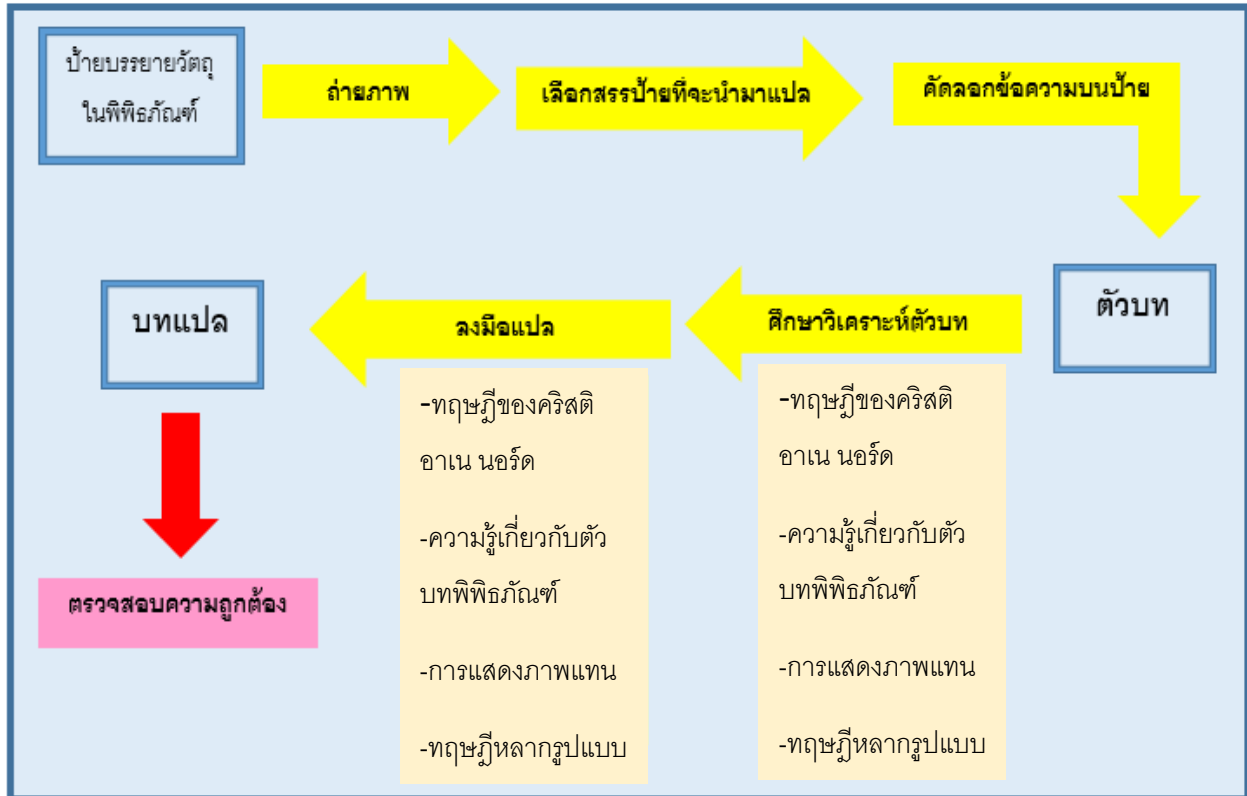 ป้ายบรรยายวัตถุ
ในพิพิธภัณฑ์
ถ่ายภาพ
เลือกสรรป้ายที่จะนำมาแปล
คัดลอกข้อความบนป้าย
ตัวบท
ศึกษาวิเคราะห์ตัวบท
-ทฤษฎีของคริสติ
อาเน นอร์ด
-ความรู้เกี่ยวกับตัว
บทพิพิธภัณฑ์
-การแสดงภาพแทน
-ทฤษฎีหลากรูปแบบ
ลงมือแปล
-ทฤษฎีของคริสติ
อาเน นอร์ด
-ความรู้เกี่ยวกับตัว
บทพิพิธภัณฑ์
-การแสดงภาพแทน
-ทฤษฎีหลากรูปแบบ
บทแปล
ตรวจสอบความถูกต้อง